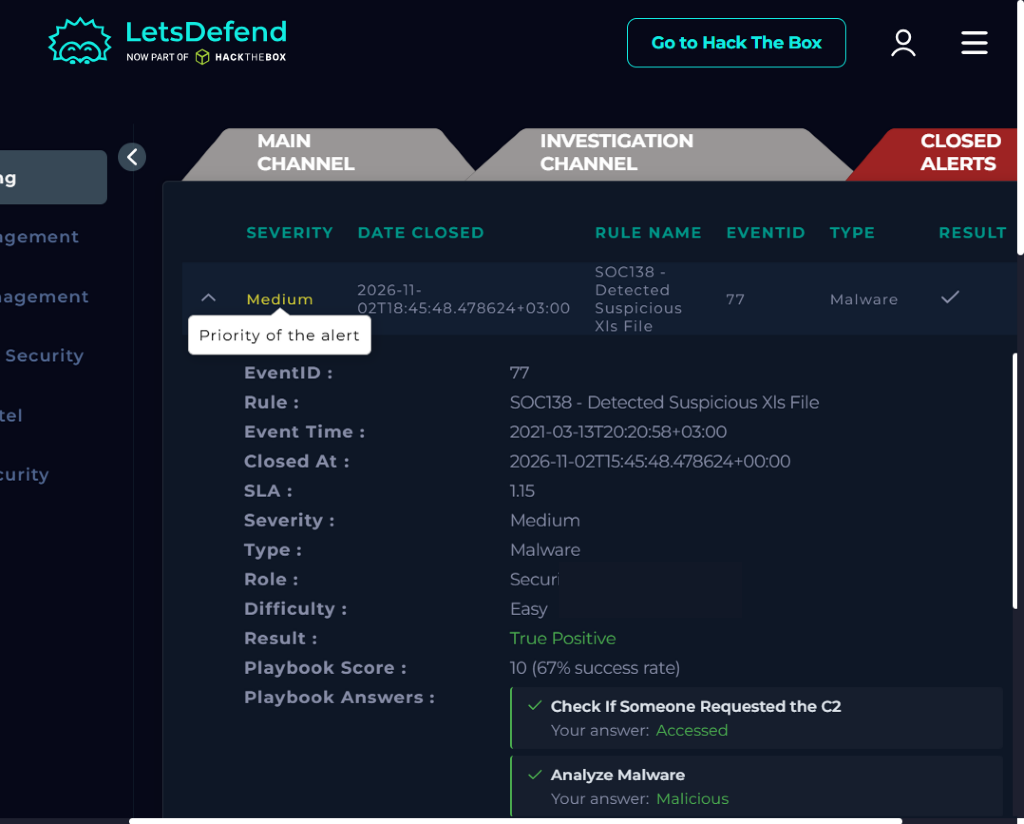 LetsDefend
NOW PART OF HACKTHEBOX
Go to Hack The Box
MAIN CHANNEL
INVESTIGATION CHANNEL
CLOSED ALERTS
ng
agement
nagement
Security
tel
curity
SEVERITY DATE CLOSED RULE NAME EVENTID TYPE RESULT
Medium
2026-11-
02T18:45:48.478624+03:00
SOC138 -
Detected
Suspicious
Xls File
77
Malware
Priority of the alert
EventID : 77
Rule : SOC138 - Detected Suspicious Xls File
Event Time : 2021-03-13T20:20:58+03:00
Closed At : 2026-11-02T15:45:48.478624+00:00
SLA : 1.15
Severity : Medium
Type : Malware
Role : Securi
Difficulty : Easy
Result : True Positive
Playbook Score : 10 (67% success rate)
Playbook Answers :
Check If Someone Requested the C2
Your answer: Accessed
Analyze Malware
Your answer: Malicious